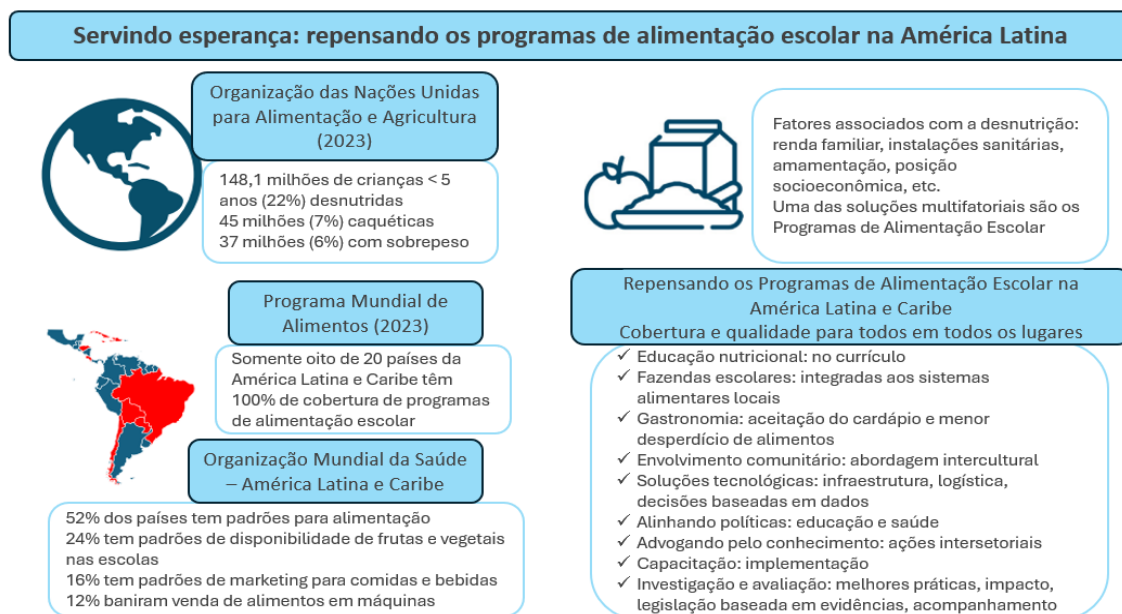 Servindo esperança: repensando os programas de alimentação escolar na América Latina
Organização das Nações Unidas
para Alimentação e Agricultura
(2023)
148,1 milhões de crianças < 5
anos (22%) desnutridas
45 milhões (7%) caquéticas
37 milhões (6%) com sobrepeso
Programa Mundial de
Alimentos (2023)
Somente oito de 20 países da
América Latina e Caribe têm
100% de cobertura de programas
de alimentação escolar
Organização Mundial da Saúde
– América Latina e Caribe
52% dos países tem padrões para alimentação
24% tem padrões de disponibilidade de frutas e vegetais
nas escolas
16% tem padrões de marketing para comidas e bebidas
12% baniram venda de alimentos em máquinas
Fatores associados com a desnutrição:
renda familiar, instalações sanitárias,
amamentação, posição
socioeconômica, etc.
Uma das soluções multifatoriais são os
Programas de Alimentação Escolar
Repensando os Programas de Alimentação Escolar na
América Latina e Caribe
Cobertura e qualidade para todos em todos os lugares
✓ Educação nutricional: no currículo
✓ Fazendas escolares: integradas aos sistemas
alimentares locais
✓ Gastronomia: aceitação do cardápio e menor
desperdício de alimentos
✓ Envolvimento comunitário: abordagem intercultural
✓ Soluções tecnológicas: infraestrutura, logística,
decisões baseadas em dados
✓ Alinhando políticas: educação e saúde
✓ Advogando pelo conhecimento: ações intersetoriais
✓ Capacitação: implementação
✓ Investigação e avaliação: melhores práticas, impacto,
legislação baseada em evidências, acompanhamento